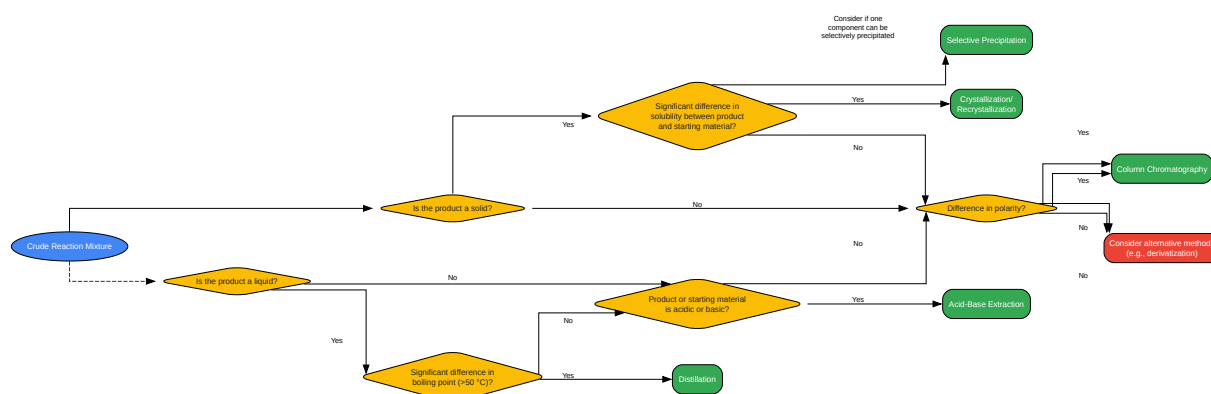 Consider if one
component can be
selectively precipitated
Selective Precipitation
Significant difference in
solubility between product
and starting material?
Yes
Yes
Crystallization/
Recrystallization
No
Yes
Column Chromatography
Yes
Is the product a solid?
No
Difference in polarity?
No
Crude Reaction Mixture
Consider alternative method
(e.g., derivatization)
No
Is the product a liquid?
No
No
Product or starting material
is acidic or basic?
Yes
Acid-Base Extraction
No
Yes
Significant difference in
boiling point (>50 °C)?
Yes
Distillation